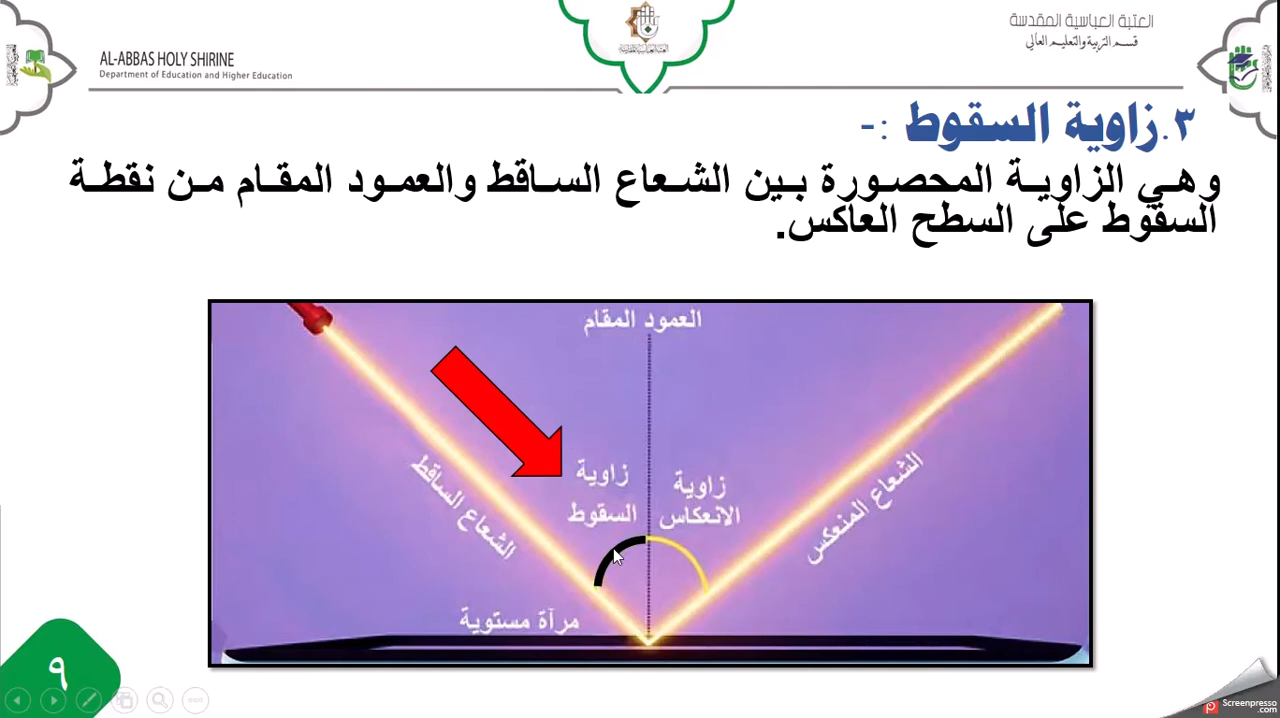 العتبة العباسية المقدسة
قسم التربية والتعليم العالي
AL-ABBAS HOLY SHIRINE
Department of Education and Higher Education
٣.زاوية السقوط :-
وهي الزاوية المحصورة بين الشعاع الساقط والعمود المقام من نقطة
السقوط على السطح العاكس.
العمود المقام
زاوية
السقوط
زاوية
الانعكاس
الشعاع الساقط
الشعاع المنعكس
مرآة مستوية
٩
Screenpresso
.com